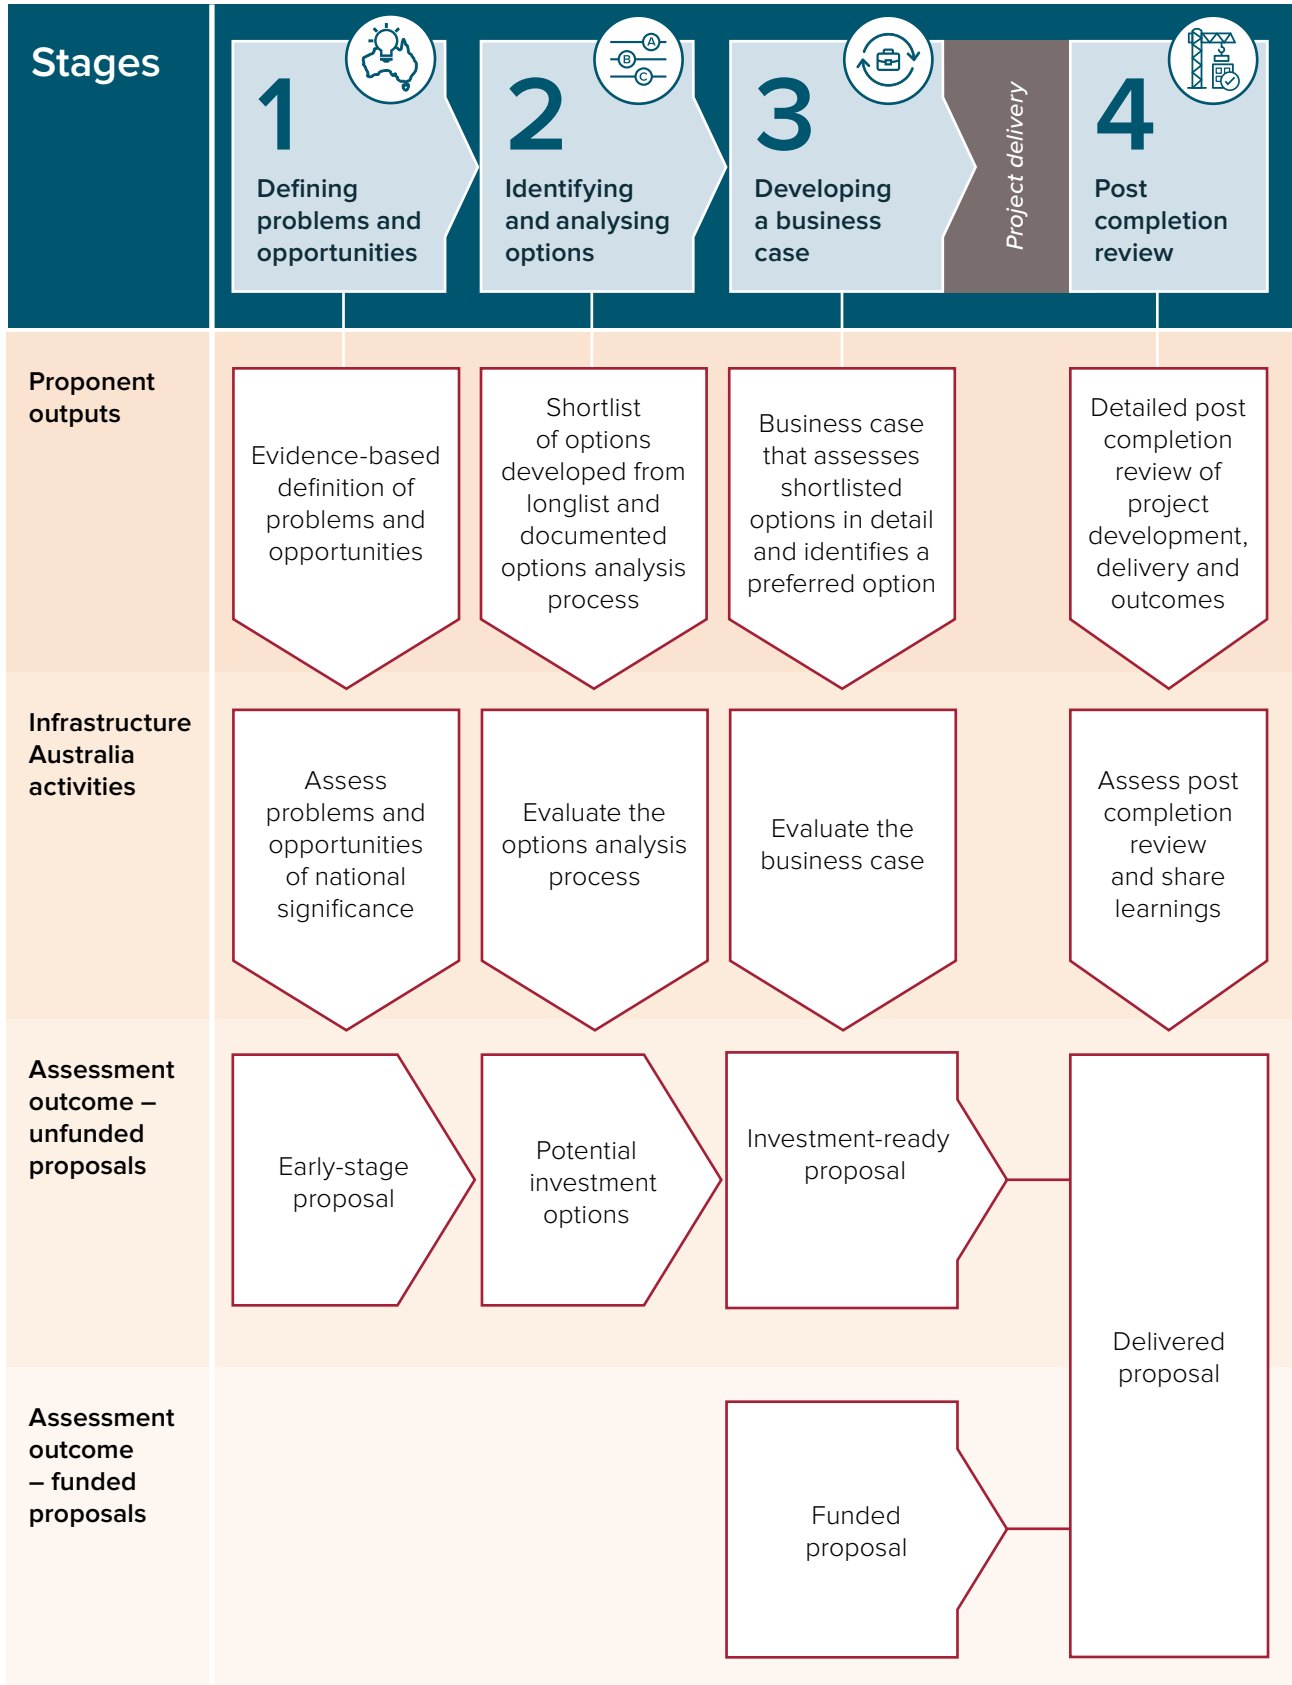 Stages
1
Defining
problems and
opportunities
A
B
C
2
Identifying
and analysing
options
3
Developing
a business
case
Project delivery
4
Post
completion
review
Proponent
outputs
Evidence-based
definition of
problems and
opportunities
Shortlist
of options
developed from
longlist and
documented
options analysis
process
Business case
that assesses
shortlisted
options in detail
and identifies a
preferred option
Detailed post
completion
review of
project
development,
delivery and
outcomes
Infrastructure
Australia
activities
Assess
problems and
opportunities
of national
significance
Evaluate the
options analysis
process
Evaluate the
business case
Assess post
completion
review
and share
learnings
Assessment
outcome –
unfunded
proposals
Early-stage
proposal
Potential
investment
options
Investment-ready
proposal
Delivered
proposal
Assessment
outcome
– funded
proposals
Funded
proposal